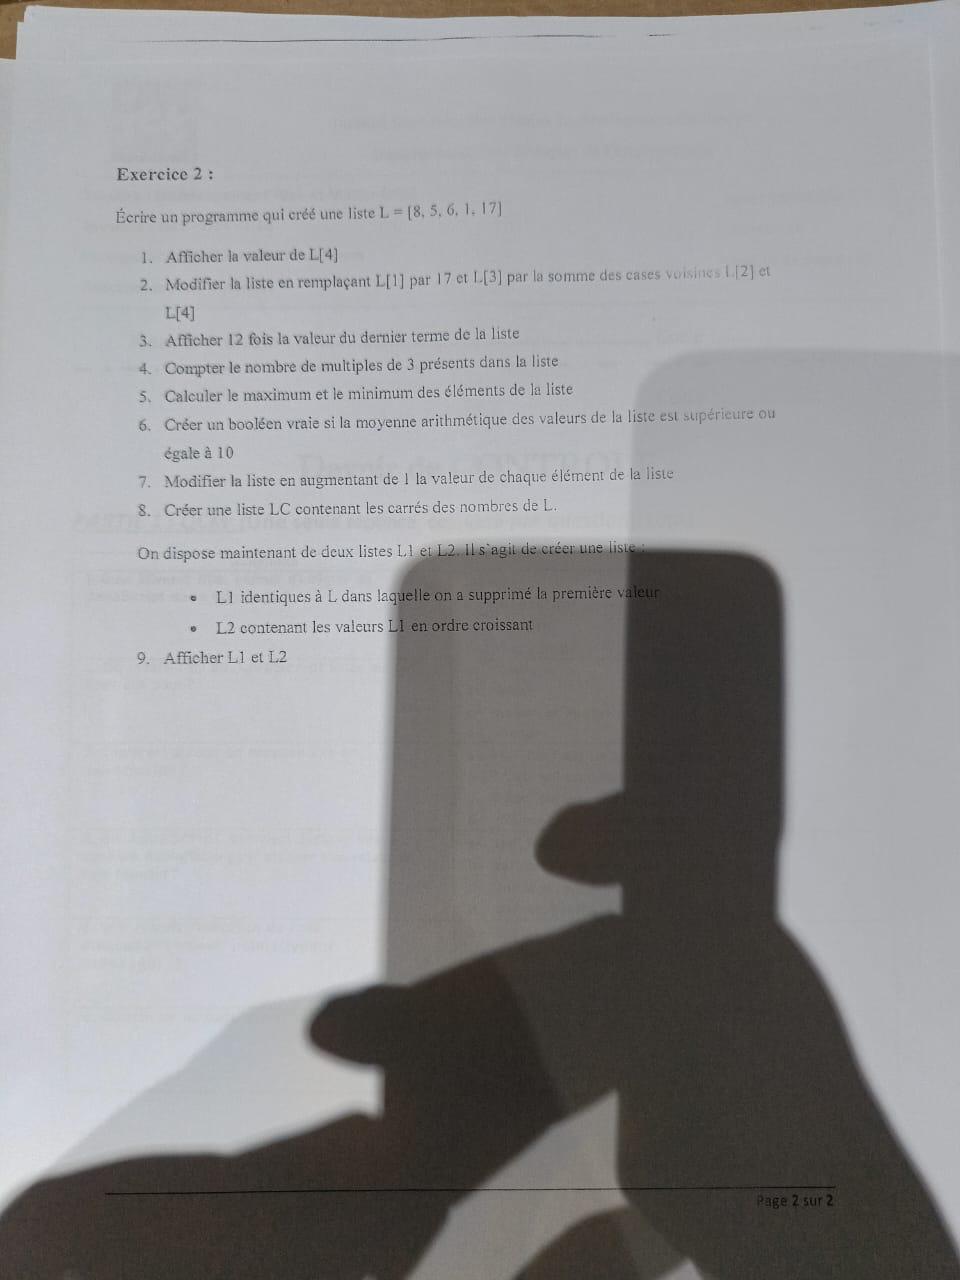 Exercice 2 :
Écrire un programme qui créé une liste L = [8, 5, 6, 1, 17]
1. Afficher la valeur de L[4]
2. Modifier la liste en remplaçant L[1] par 17 et L[3] par la somme des cases voisines L[2] et
L[4]
3. Afficher 12 fois la valeur du dernier terme de la liste
4. Compter le nombre de multiples de 3 présents dans la liste
5. Calculer le maximum et le minimum des éléments de la liste
6. Créer un booléen vraie si la moyenne arithmétique des valeurs de la liste est supérieure ou
égale à 10
7. Modifier la liste en augmentant de 1 la valeur de chaque élément de la liste
8. Créer une liste LC contenant les carrés des nombres de L.
On dispose maintenant de deux listes L1 et L2. Il s'agit de créer une liste :
• L1 identiques à L dans laquelle on a supprimé la première valeur
• L2 contenant les valeurs L1 en ordre croissant
9. Afficher L1 et L2
Page 2 sur 2